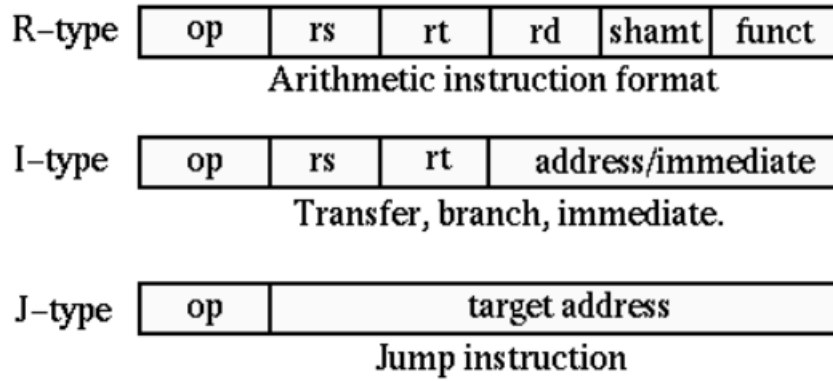 R-type op rs rt rd shamt funct
Arithmetic instruction format
I-type op rs rt address/immediate
Transfer, branch, immediate.
J-type op target address
Jump instruction